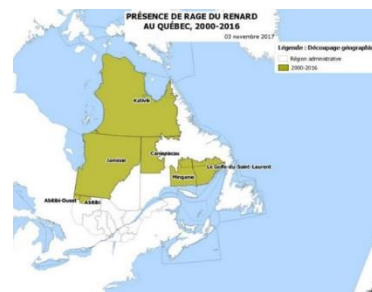 PRÉSENCE DE RAGE DU RENARD
AU QUÉBEC, 2000-2016
03 novembre 2017
Légende : Découpage géographi
Région administrative
2000-2016
Kativik
Jamésie
Caniapiscau
Le Golfe-du-Saint-Laurent
Minganie
Abitibi-Ouest
Abitibi